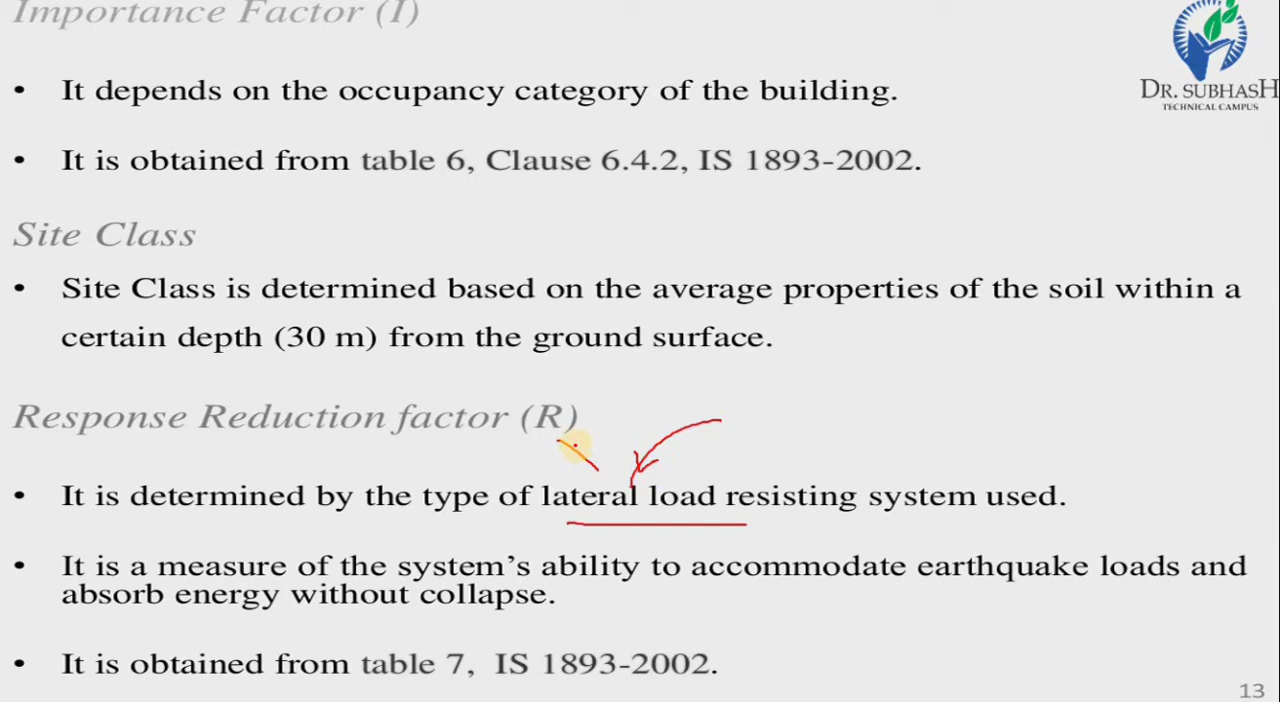 Importance Factor (I)
DR. SUBHASH
TECHNICAL CAMPUS
• It depends on the occupancy category of the building.
• It is obtained from table 6, Clause 6.4.2, IS 1893-2002.
Site Class
• Site Class is determined based on the average properties of the soil within a
certain depth (30 m) from the ground surface.
Response Reduction factor (R)
• It is determined by the type of lateral load resisting system used.
• It is a measure of the system’s ability to accommodate earthquake loads and
absorb energy without collapse.
• It is obtained from table 7, IS 1893-2002.
13